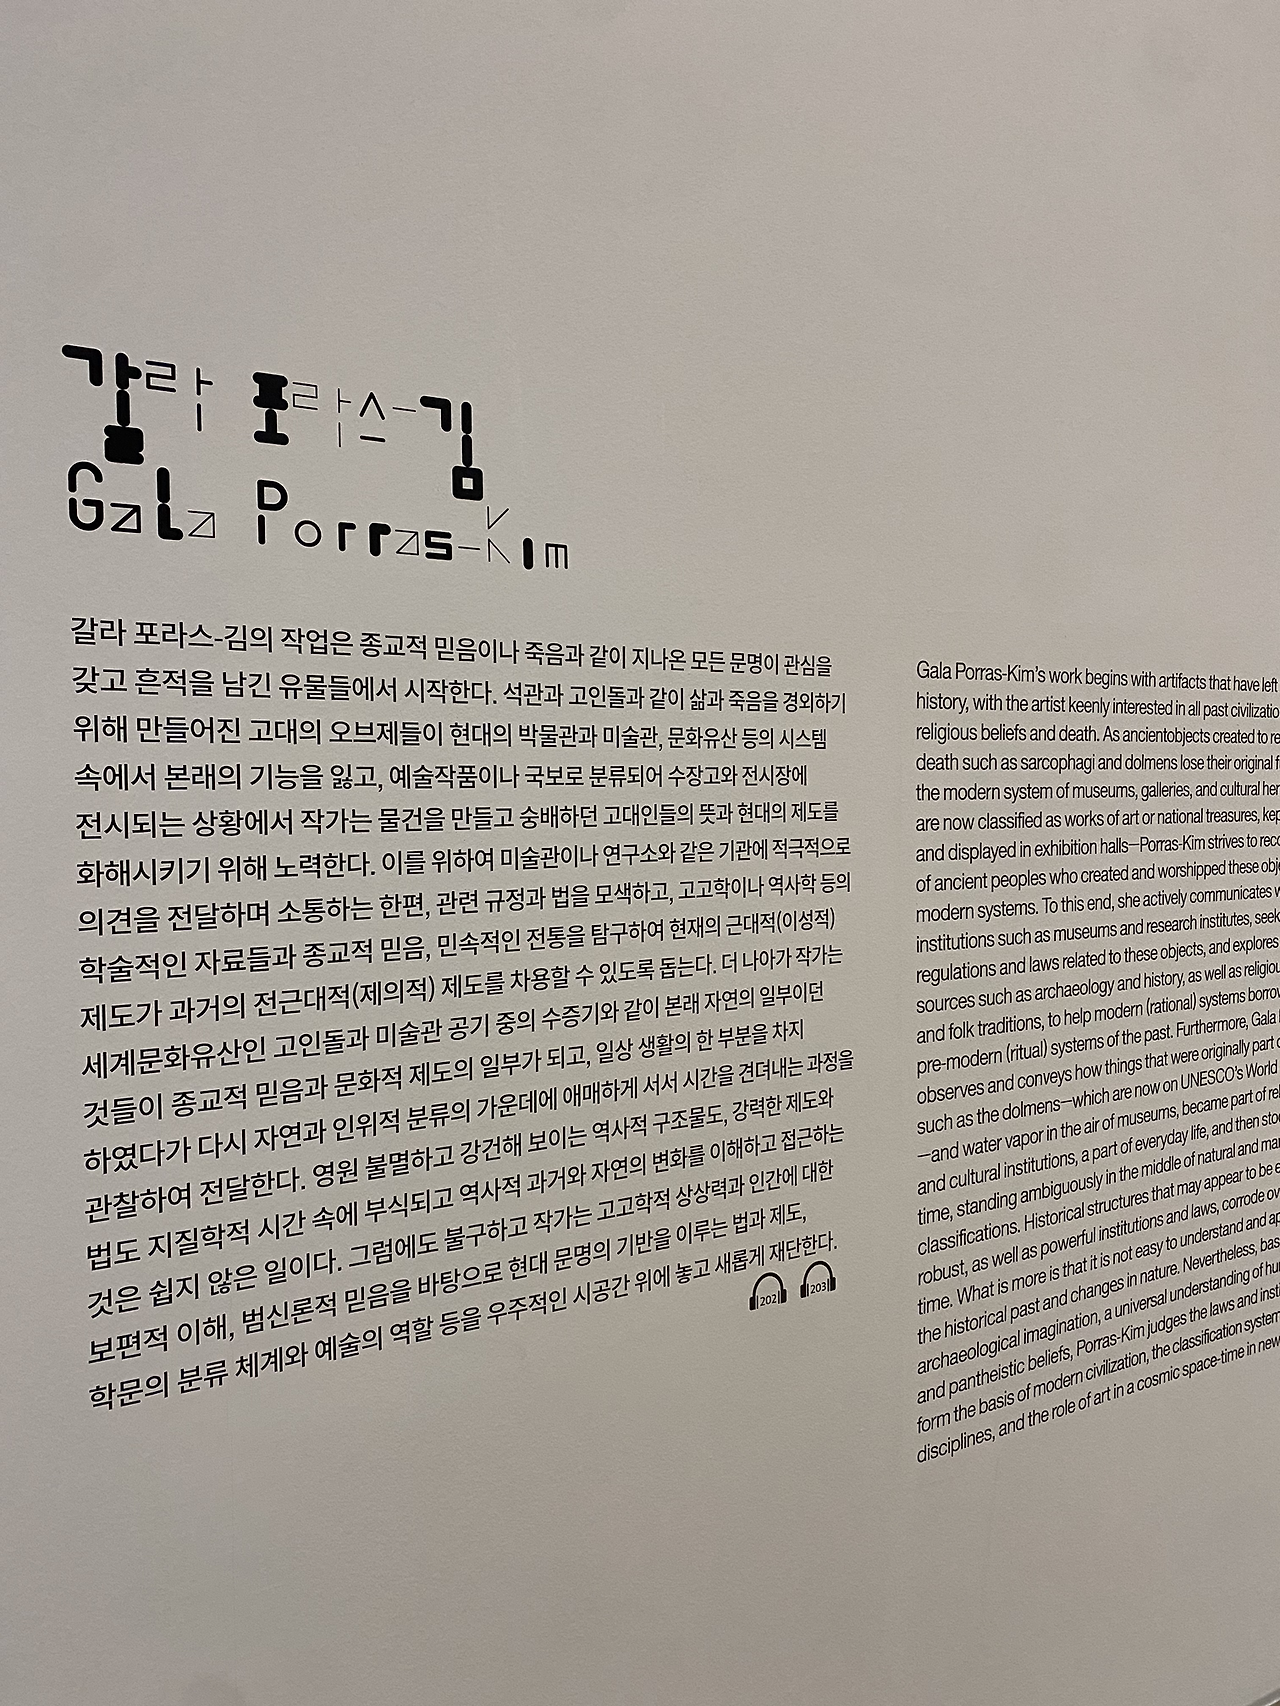 갈라 포라스-김
Gala Porras-Kim
갈라 포라스-김의 작업은 종교적 믿음이나 죽음과 같이 지나온 모든 문명이 관심을
갖고 흔적을 남긴 유물들에서 시작한다. 석관과 고인돌과 같이 삶과 죽음을 경외하기
위해 만들어진 고대의 오브제들이 현대의 박물관과 미술관, 문화유산 등의 시스템
속에서 본래의 기능을 잃고, 예술작품이나 국보로 분류되어 수장고와 전시장에
전시되는 상황에서 작가는 물건을 만들고 숭배하던 고대인들의 뜻과 현대의 제도를
화해시키기 위해 노력한다. 이를 위하여 미술관이나 연구소와 같은 기관에 적극적으로
의견을 전달하며 소통하는 한편, 관련 규정과 법을 모색하고, 고고학이나 역사학 등의
학술적인 자료들과 종교적 믿음, 민속적인 전통을 탐구하여 현재의 근대적(이성적)
제도가 과거의 전근대적(제의적) 제도를 차용할 수 있도록 돕는다. 더 나아가 작가는
세계문화유산인 고인돌과 미술관 공기 중의 수증기와 같이 본래 자연의 일부이던
것들이 종교적 믿음과 문화적 제도의 일부가 되고, 일상 생활의 한 부분을 차지
하였다가 다시 자연과 인위적 분류의 가운데에 애매하게 서서 시간을 견뎌내는 과정을
관찰하여 전달한다. 영원 불멸하고 강건해 보이는 역사적 구조물도, 강력한 제도와
법도 지질학적 시간 속에 부식되고 역사적 과거와 자연의 변화를 이해하고 접근하는
것은 쉽지 않은 일이다. 그럼에도 불구하고 작가는 고고학적 상상력과 인간에 대한
보편적 이해, 범신론적 믿음을 바탕으로 현대 문명의 기반을 이루는 법과 제도,
학문의 분류 체계와 예술의 역할 등을 우주적인 시공간 위에 놓고 새롭게 재단한다.
202 203
Gala Porras-Kim's work begins with artifacts that have left
history, with the artist keenly interested in all past
religious beliefs and death. As ancientobjects created to
death such as sarcophagi and dolmens lose their original
the modern system of museums, galleries, and cultural
are now classified as works of art or national treasures,
and displayed in exhibition halls—Porras-Kim strives to
of ancient peoples who created and worshipped these
modern systems. To this end, she actively communicates
institutions such as museums and research institutes,
regulations and laws related to these objects, and explores
sources such as archaeology and history, as well as
and folk traditions, to help modern (rational) systems
pre-modern (ritual) systems of the past. Furthermore, Gala
observes and conveys how things that were originally part
such as the dolmens—which are now on UNESCO's World
—and water vapor in the air of museums, became part of
and cultural institutions, a part of everyday life, and then
time, standing ambiguously in the middle of natural and
classifications. Historical structures that may appear to be
robust, as well as powerful institutions and laws, corrode
time. What is more is that it is not easy to understand and
the historical past and changes in nature. Nevertheless,
archaeological imagination, a universal understanding of
and pantheistic beliefs, Porras-Kim judges the laws and
form the basis of modern civilization, the classification
disciplines, and the role of art in a cosmic space-time in